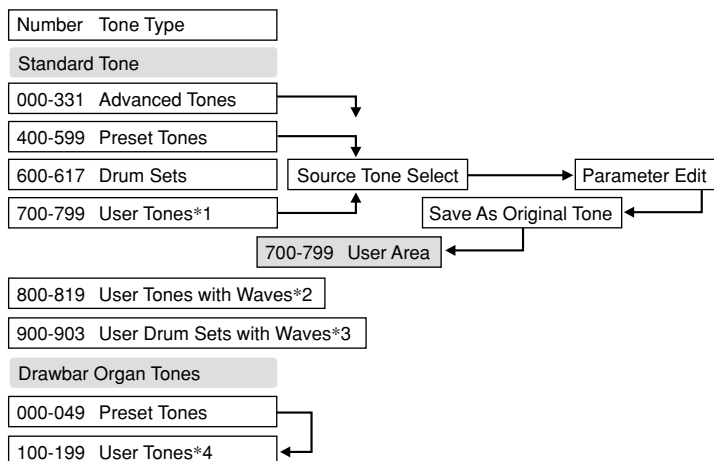 Number Tone Type
Standard Tone
000-331 Advanced Tones
400-599 Preset Tones
600-617 Drum Sets
Source Tone Select
Parameter Edit
700-799 User Tones*1
Save As Original Tone
700-799 User Area
800-819 User Tones with Waves*2
900-903 User Drum Sets with Waves*3
Drawbar Organ Tones
000-049 Preset Tones
100-199 User Tones*4